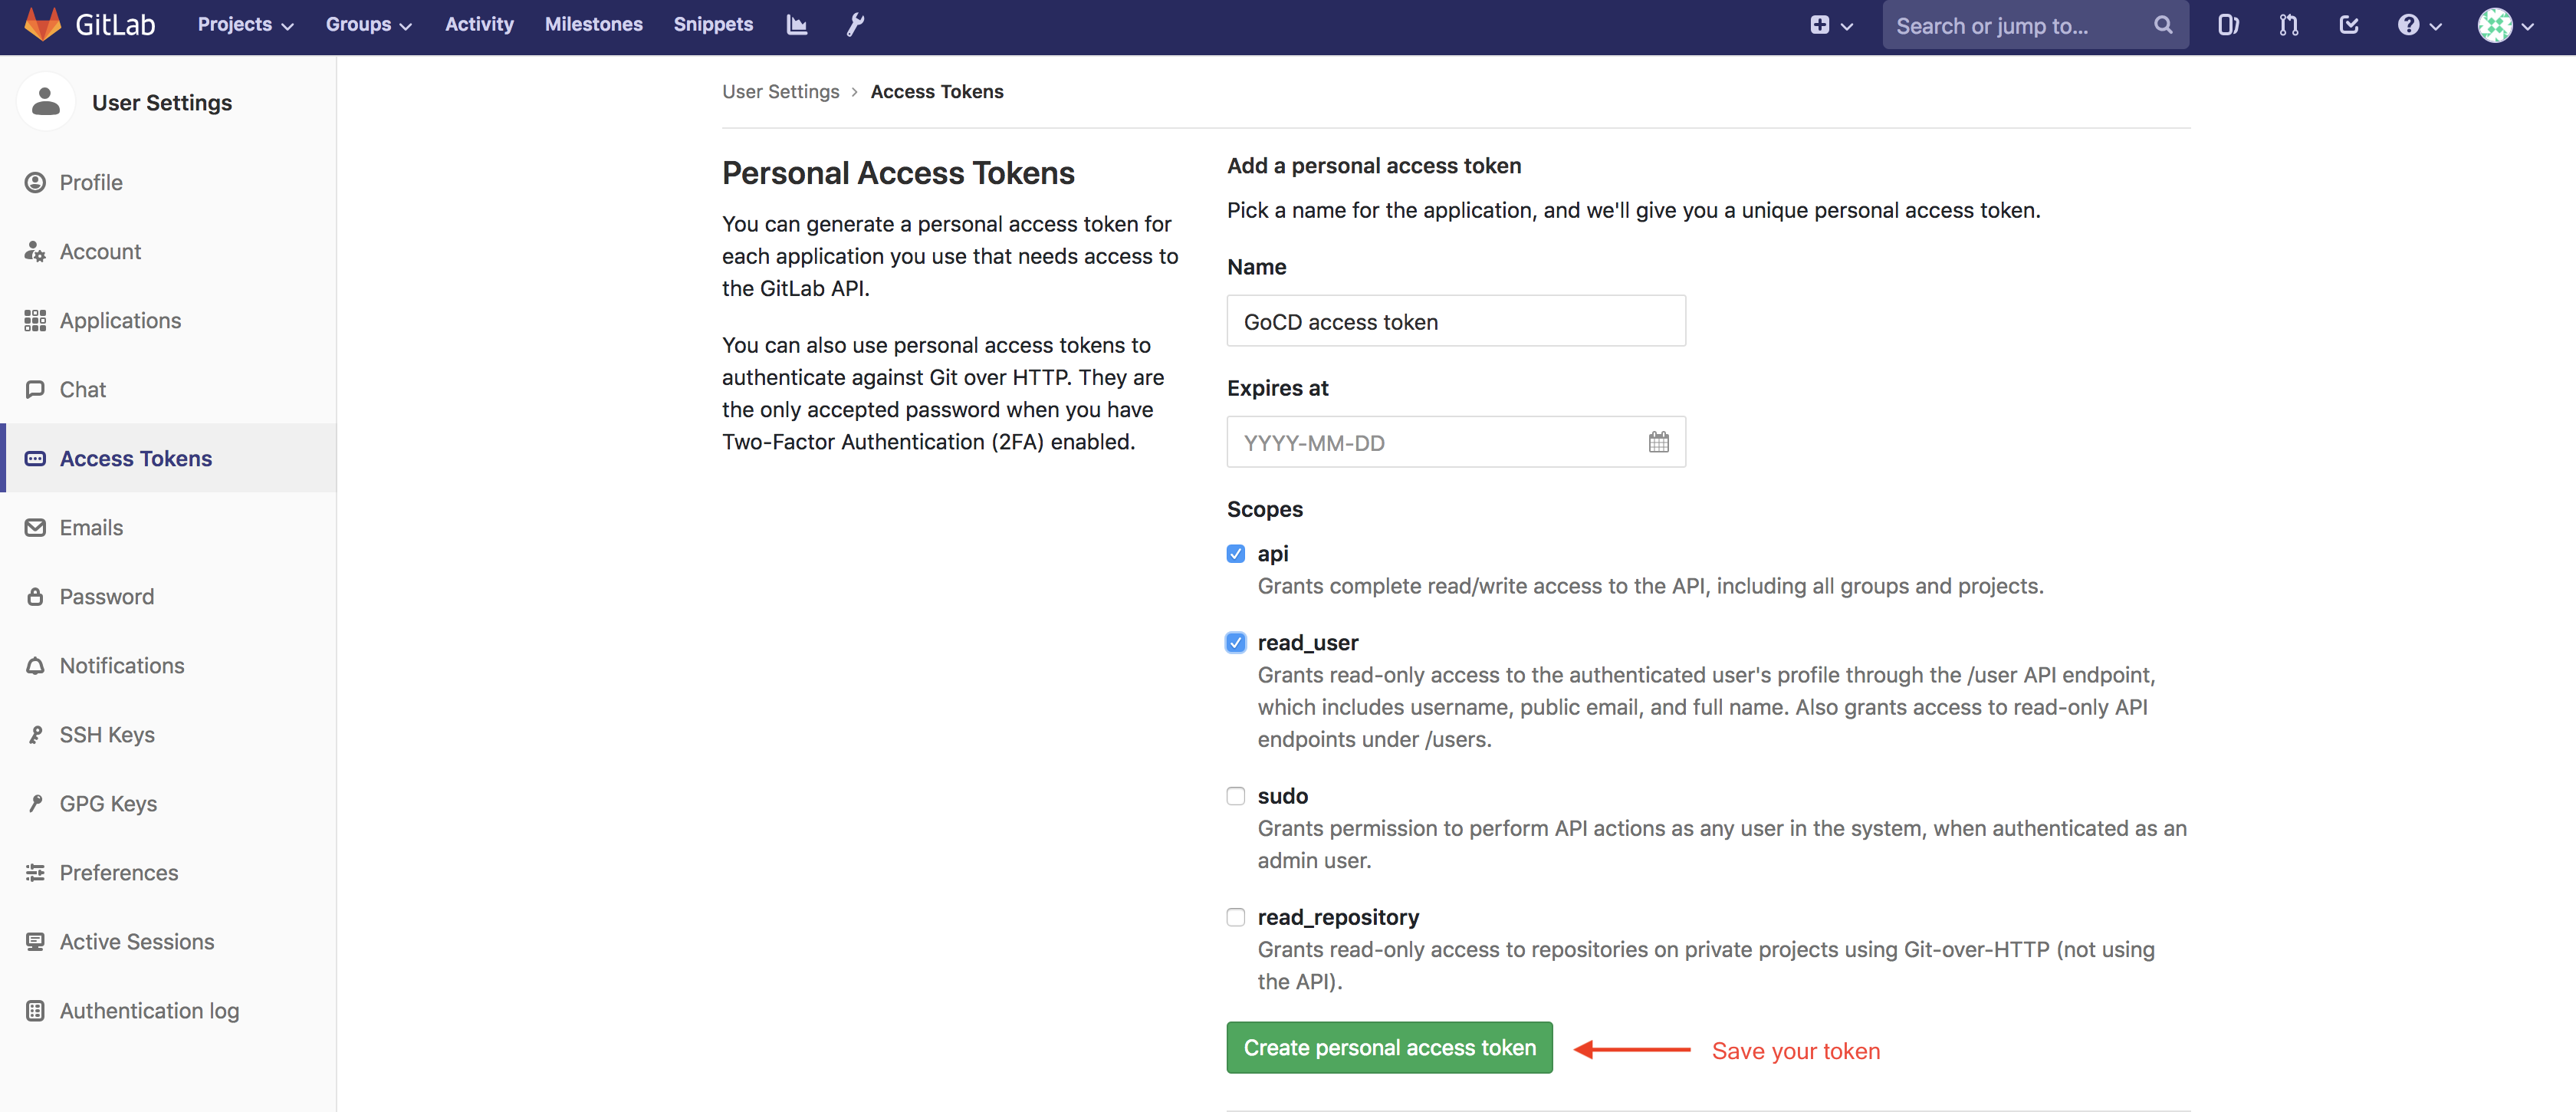 GitLab Projects Groups Activity Milestones Snippets Search or jump to...
User Settings
Profile
Account
Applications
Chat
Access Tokens
Emails
Password
Notifications
SSH Keys
GPG Keys
Preferences
Active Sessions
Authentication log
User Settings › Access Tokens
Personal Access Tokens
You can generate a personal access token for
each application you use that needs access to
the GitLab API.
You can also use personal access tokens to
authenticate against Git over HTTP. They are
the only accepted password when you have
Two-Factor Authentication (2FA) enabled.
Add a personal access token
Pick a name for the application, and we'll give you a unique personal access token.
Name
GoCD access token
Expires at
YYYY-MM-DD
Scopes
api
Grants complete read/write access to the API, including all groups and projects.
read_user
Grants read-only access to the authenticated user's profile through the /user API endpoint,
which includes username, public email, and full name. Also grants access to read-only API
endpoints under /users.
sudo
Grants permission to perform API actions as any user in the system, when authenticated as an
admin user.
read_repository
Grants read-only access to repositories on private projects using Git-over-HTTP (not using
the API).
Create personal access token
Save your token